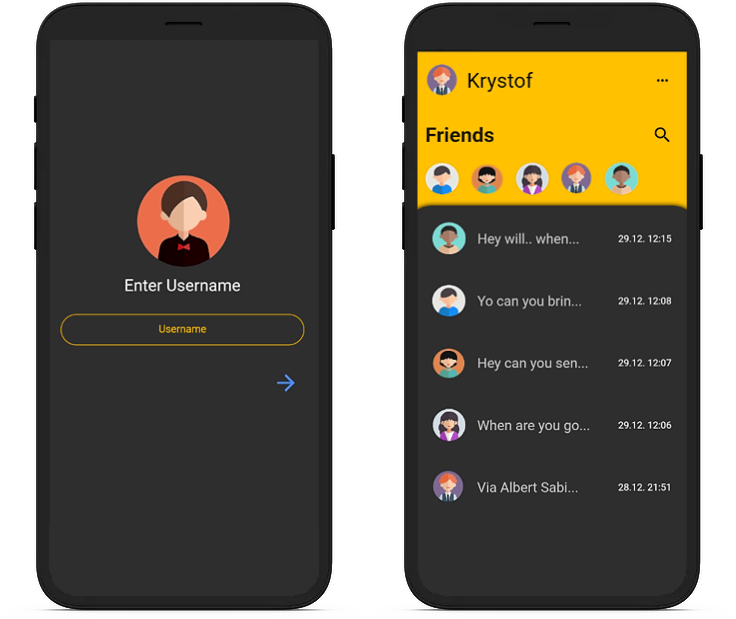 Enter Username
Username
Krystof
Friends
Hey will.. when... 29.12. 12:15
Yo can you brin... 29.12. 12:08
Hey can you sen... 29.12. 12:07
When are you go... 29.12. 12:06
Via Albert Sabi... 28.12. 21:51